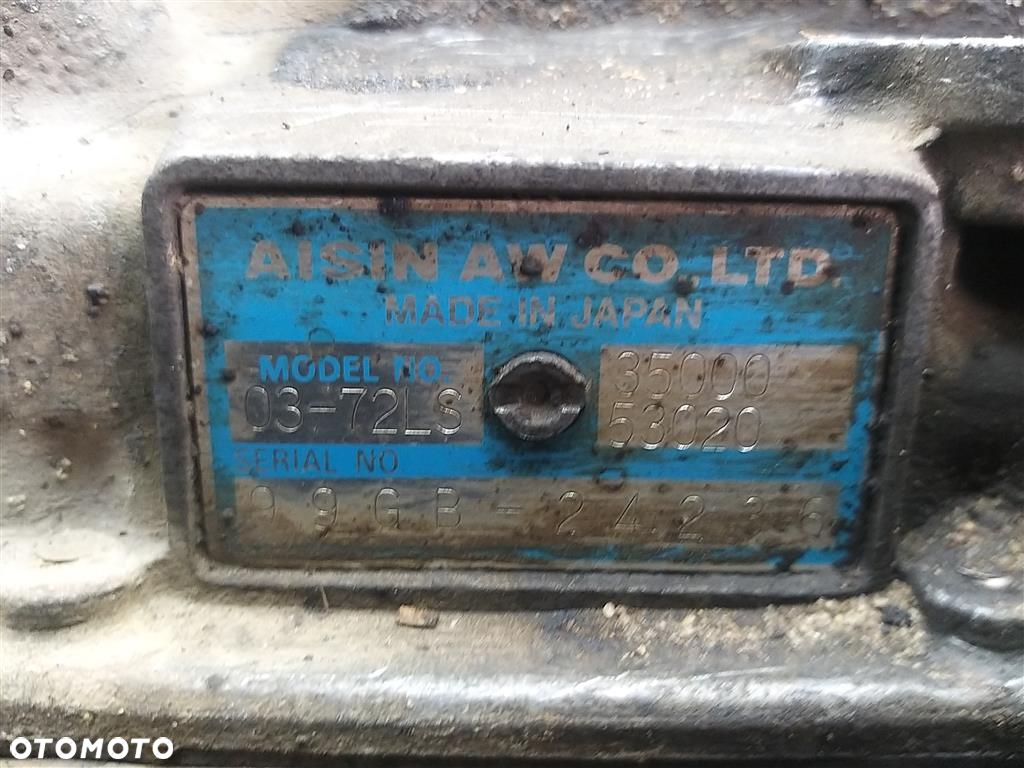 AISIN AW CO., LTD.
MADE IN JAPAN
MODEL NO.
03-72LS
35000
53020
SERIAL NO
99GB-24236
OTOMOTO